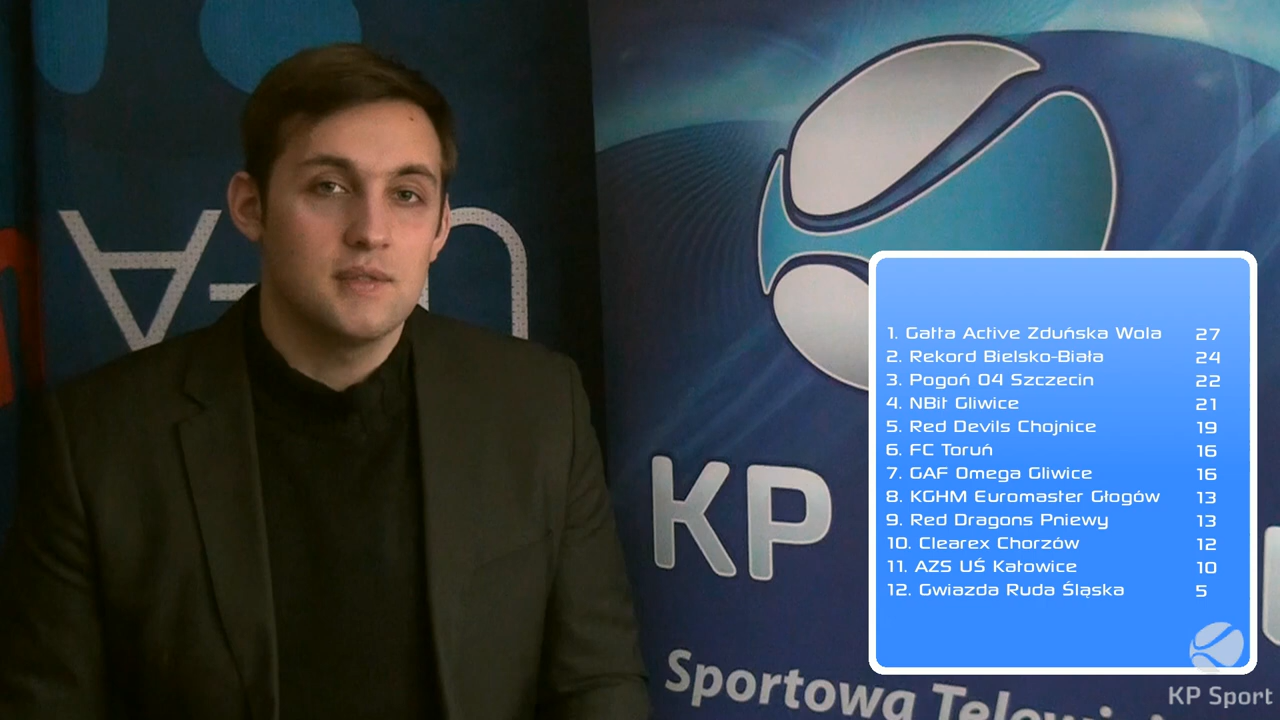 KP
Sportowa
1. Gatta Active Zduńska Wola 27
2. Rekord Bielsko-Biała 24
3. Pogoń 04 Szczecin 22
4. NBit Gliwice 21
5. Red Devils Chojnice 19
6. FC Toruń 16
7. GAF Omega Gliwice 16
8. KGHM Euromaster Głogów 13
9. Red Dragons Pniewy 13
10. Clearex Chorzów 12
11. AZS UŚ Katowice 10
12. Gwiazda Ruda Śląska 5
KP Sport